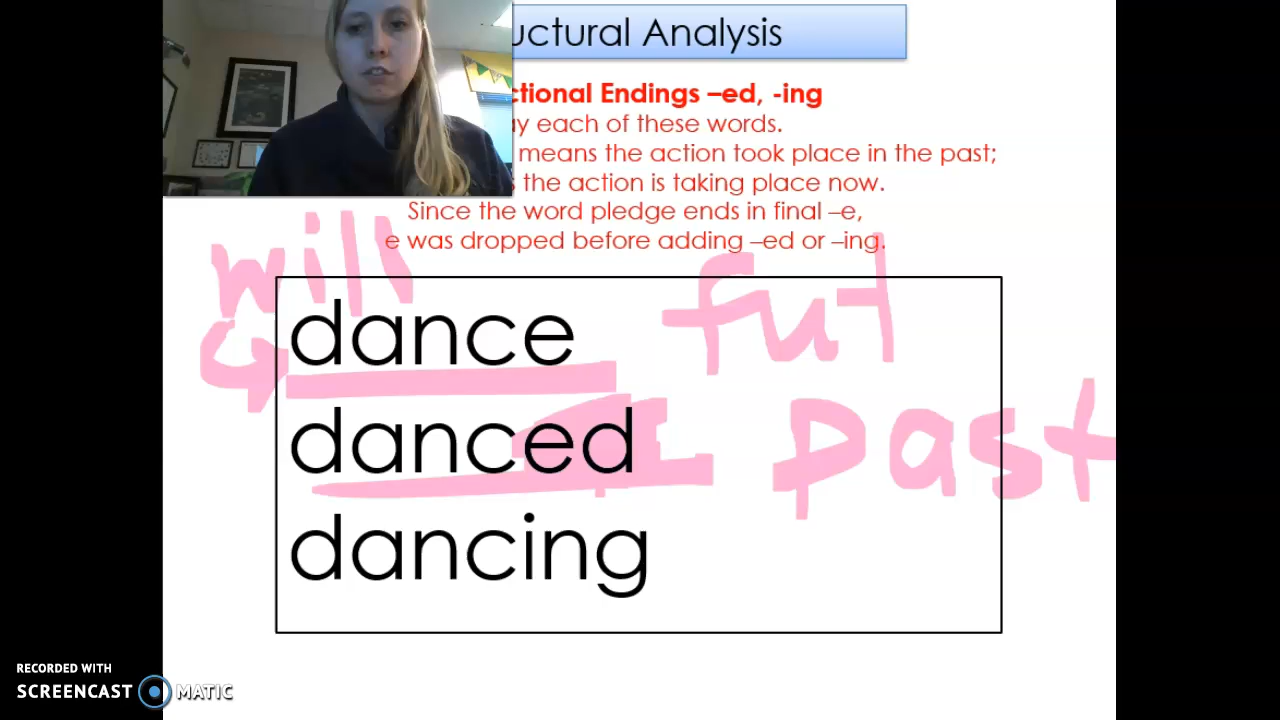 uctural Analysis
ctional Endings –ed, -ing
ay each of these words.
means the action took place in the past;
s the action is taking place now.
Since the word pledge ends in final –e,
e was dropped before adding –ed or –ing.
will
dance fut
danced past
dancing
RECORDED WITH
SCREENCAST MATIC